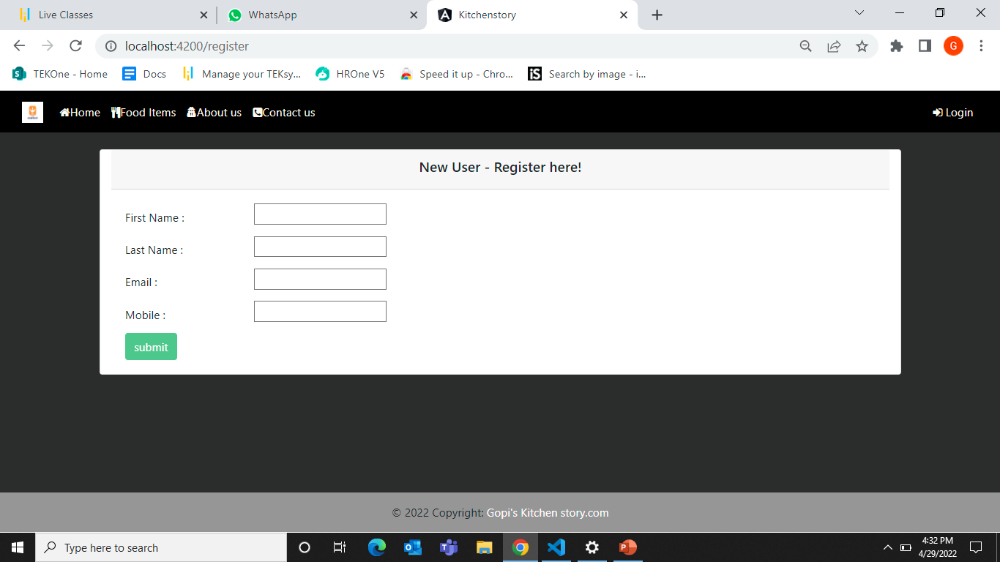 Live Classes
WhatsApp
Kitchenstory
localhost:4200/register
G
TEKOne - Home
Docs
Manage your TEKsy...
HROne V5
Speed it up - Chro...
iS
Search by image - i...
Home
Food Items
About us
Contact us
Login
New User - Register here!
First Name :
Last Name :
Email :
Mobile :
submit
© 2022 Copyright: Gopi's Kitchen story.com
Type here to search
4:32 PM
4/29/2022